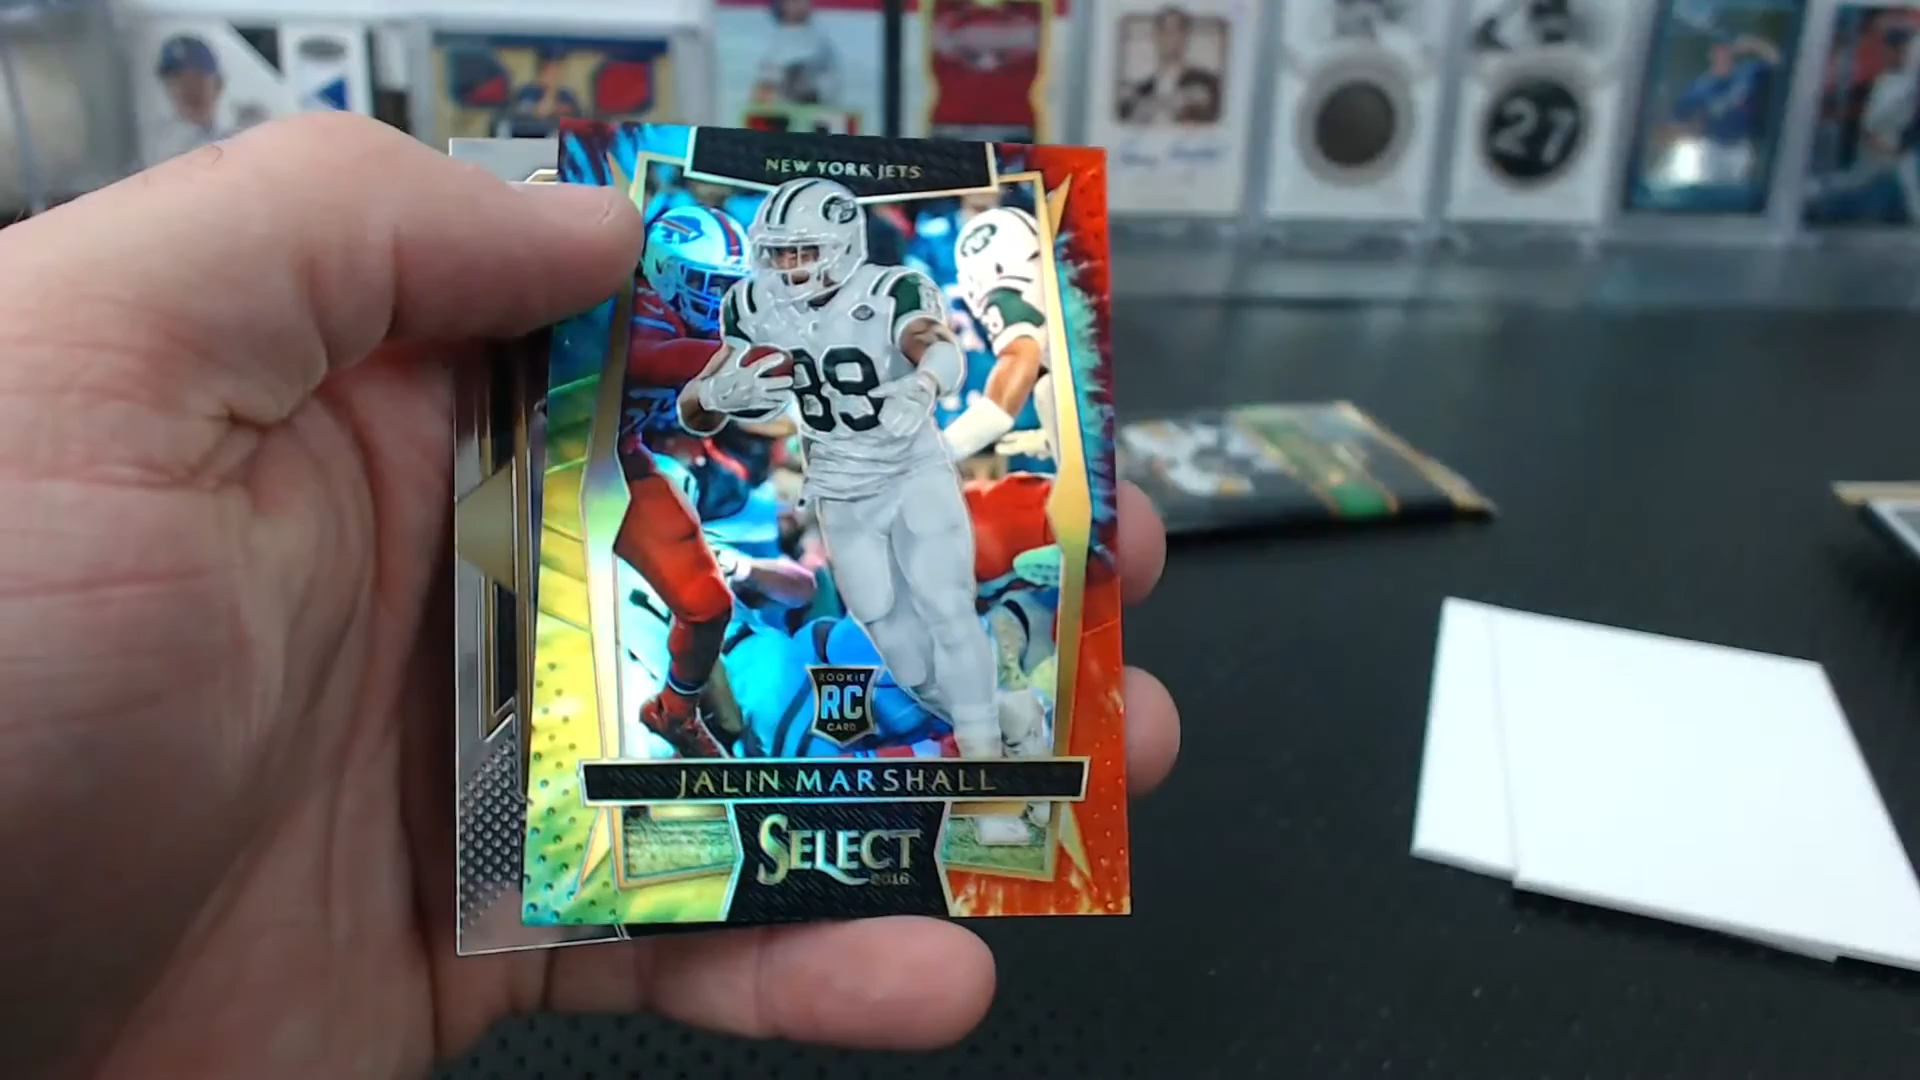 NEW YORK JETS
27
89
ROOKIE
RC
CARD
JALIN MARSHALL
SELECT
2016